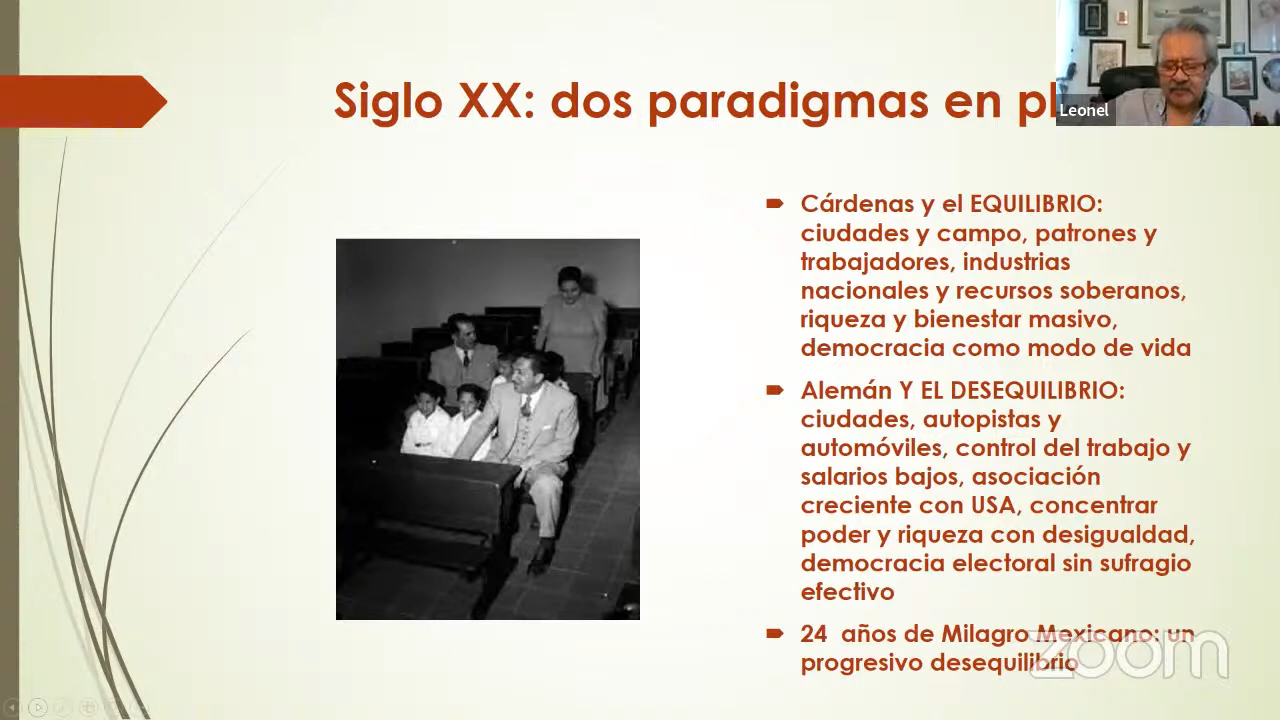 Siglo XX: dos paradigmas en
Leonel
Cárdenas y el EQUILIBRIO:
ciudades y campo, patrones y
trabajadores, industrias
nacionales y recursos soberanos,
riqueza y bienestar masivo,
democracia como modo de vida
Alemán Y EL DESEQUILIBRIO:
ciudades, autopistas y
automóviles, control del trabajo y
salarios bajos, asociación
creciente con USA, concentrar
poder y riqueza con desigualdad,
democracia electoral sin sufragio
efectivo
24 años de Milagro Mexicano: un
progresivo desequilibrio
zoom